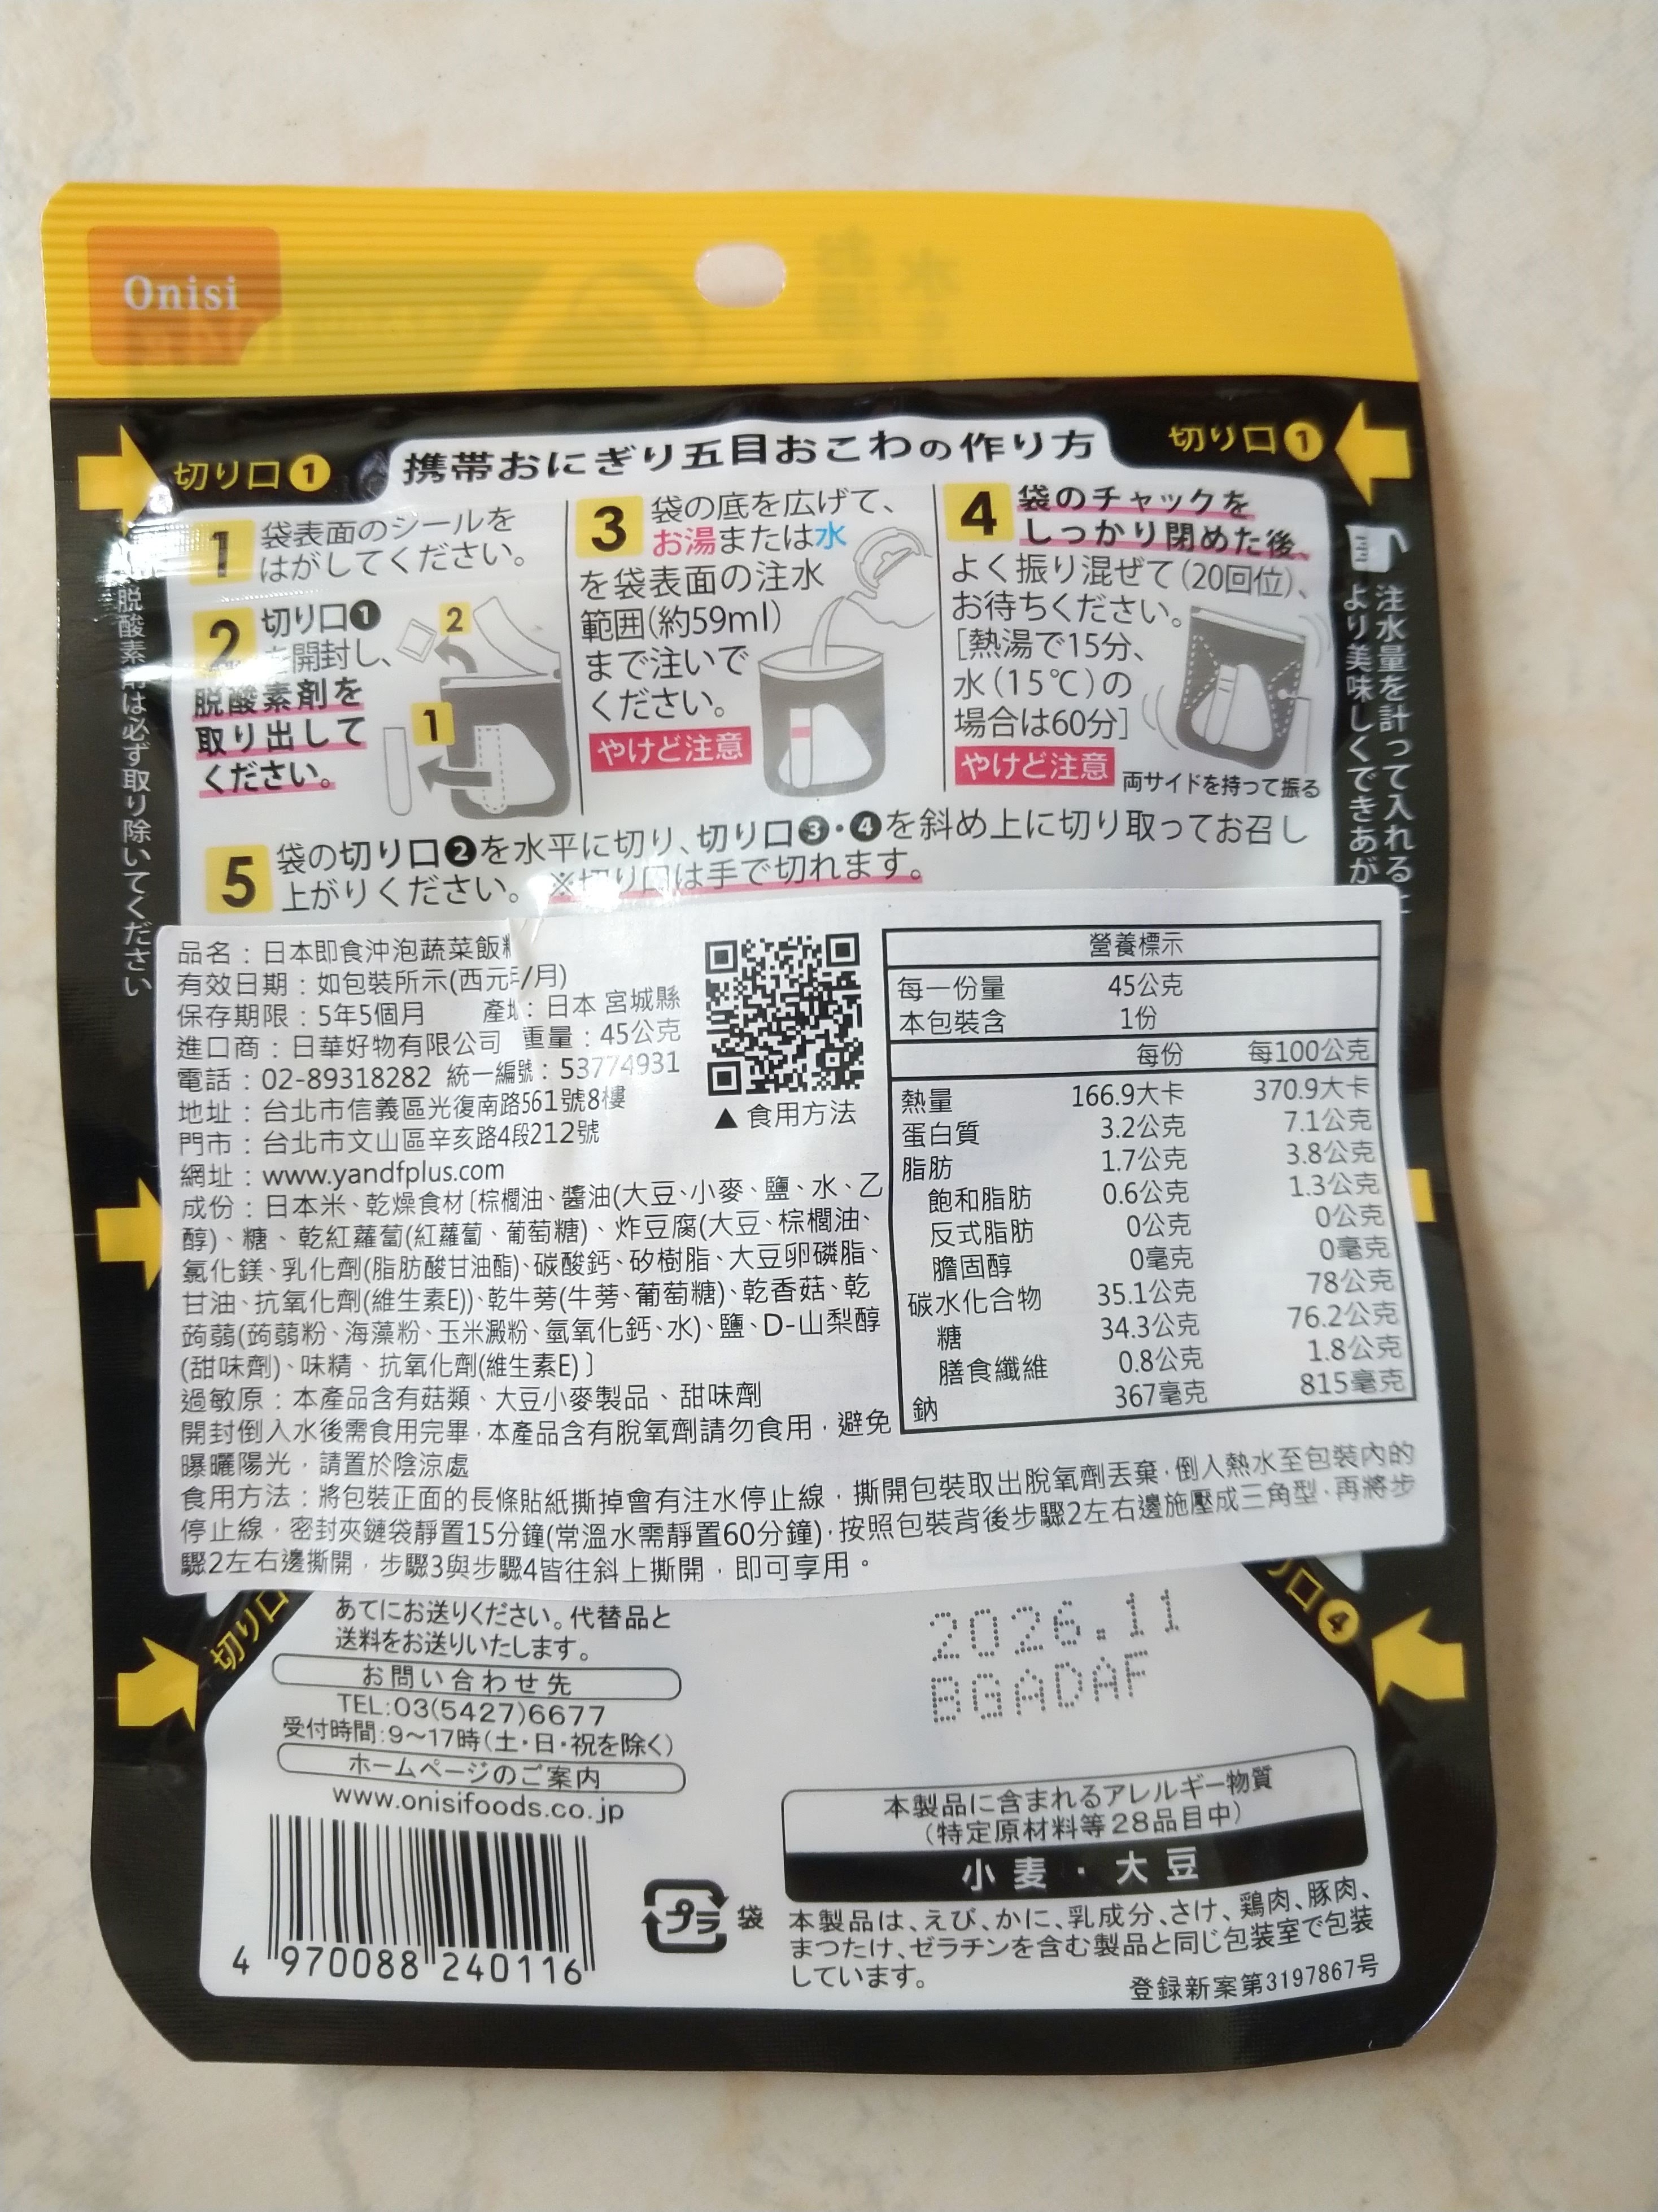 Onisi
切り口❶
携帯おにぎり五目おこわの作り方
切り口❶
1 袋表面のシールを
はがしてください。
2 切り口❶
を開封し、
脱酸素剤を
取り出して
ください。
2
1
3 袋の底を広げて、
お湯または水
を袋表面の注水
範囲(約59ml)
まで注いで
ください。
やけど注意
4 袋のチャックを
しっかり閉めた後、
よく振り混ぜて(20回位)、
お待ちください。
[熱湯で15分、
水(15℃)の
場合は60分]
やけど注意
両サイドを持って振る
5 袋の切り口❷を水平に切り、切り口❸・❹を斜め上に切り取ってお召し
上がりください。※切り口は手で切れます。
は必ず取り除いてください
注水量を計って入れる
より美味しくできあが
品名：日本即食沖泡蔬菜飯
有效日期：如包裝所示(西元年/月)
保存期限：5年5個月 產地：日本 宮城縣
進口商：日華好物有限公司 重量：45公克
電話：02-89318282 統一編號：53774931
地址：台北市信義區光復南路561號8樓
門市：台北市文山區辛亥路4段212號
網址：www.yandfplus.com
▲ 食用方法
成份：日本米、乾燥食材〔棕櫚油、醬油(大豆、小麥、鹽、水、乙
醇)、糖、乾紅蘿蔔(紅蘿蔔、葡萄糖)、炸豆腐(大豆、棕櫚油、
氯化鎂、乳化劑(脂肪酸甘油酯)、碳酸鈣、矽樹脂、大豆卵磷脂、
甘油、抗氧化劑(維生素E))、乾牛蒡(牛蒡、葡萄糖)、乾香菇、乾
蒟蒻(蒟蒻粉、海藻粉、玉米澱粉、氫氧化鈣、水)、鹽、D-山梨醇
(甜味劑)、味精、抗氧化劑(維生素E)〕
過敏原：本產品含有菇類、大豆小麥製品、甜味劑
開封倒入水後需食用完畢，本產品含有脫氧劑請勿食用，避免
曝曬陽光，請置於陰涼處
食用方法：將包裝正面的長條貼紙撕掉會有注水停止線，撕開包裝取出脫氧劑丟棄，倒入熱水至包裝內的
停止線，密封夾鏈袋靜置15分鐘(常溫水需靜置60分鐘)，按照包裝背後步驟2左右邊施壓成三角型，再將步
驟2左右邊撕開，步驟3與步驟4皆往斜上撕開，即可享用。
營養標示
每一份量 45公克
本包裝含 1份
每份 每100公克
熱量 166.9大卡 370.9大卡
蛋白質 3.2公克 7.1公克
脂肪 1.7公克 3.8公克
飽和脂肪 0.6公克 1.3公克
反式脂肪 0公克 0公克
膽固醇 0毫克 0毫克
碳水化合物 35.1公克 78公克
糖 34.3公克 76.2公克
膳食纖維 0.8公克 1.8公克
鈉 367毫克 815毫克
切り口
り口❹
あてにお送りください。代替品と
送料をお送りいたします。
お問い合わせ先
TEL:03(5427)6677
受付時間:9～17時(土・日・祝を除く)
ホームページのご案内
www.onisifoods.co.jp
4 970088 240116
プラ 袋
2026.11
BGADAF
本製品に含まれるアレルギー物質
(特定原材料等28品目中)
小麦・大豆
本製品は、えび、かに、乳成分、さけ、鶏肉、豚肉、
まつたけ、ゼラチンを含む製品と同じ包装室で包装
しています。
登録新案第3197867号